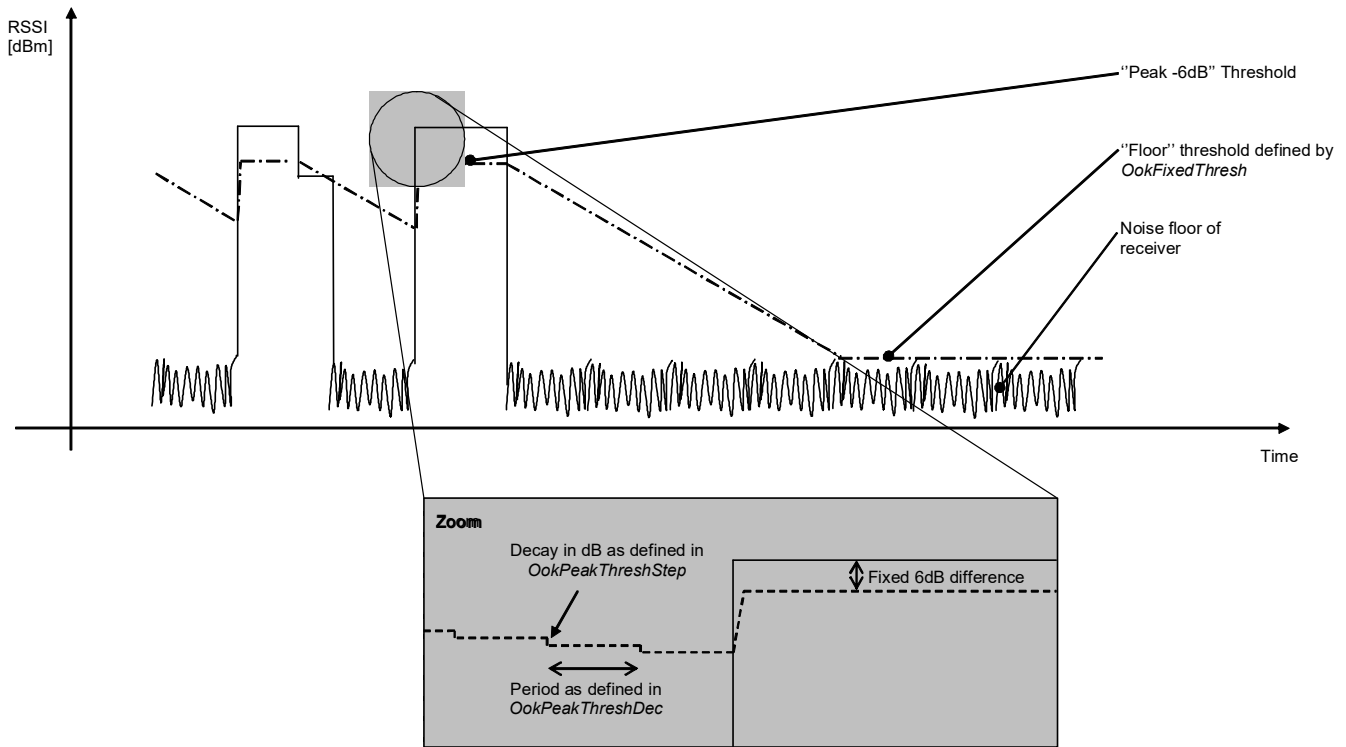 RSSI
[dBm]
‘’Peak -6dB’’ Threshold
‘’Floor’’ threshold defined by
OokFixedThresh
Noise floor of
receiver
Time
Zoom
Decay in dB as defined in
OokPeakThreshStep
Fixed 6dB difference
Period as defined in
OokPeakThreshDec